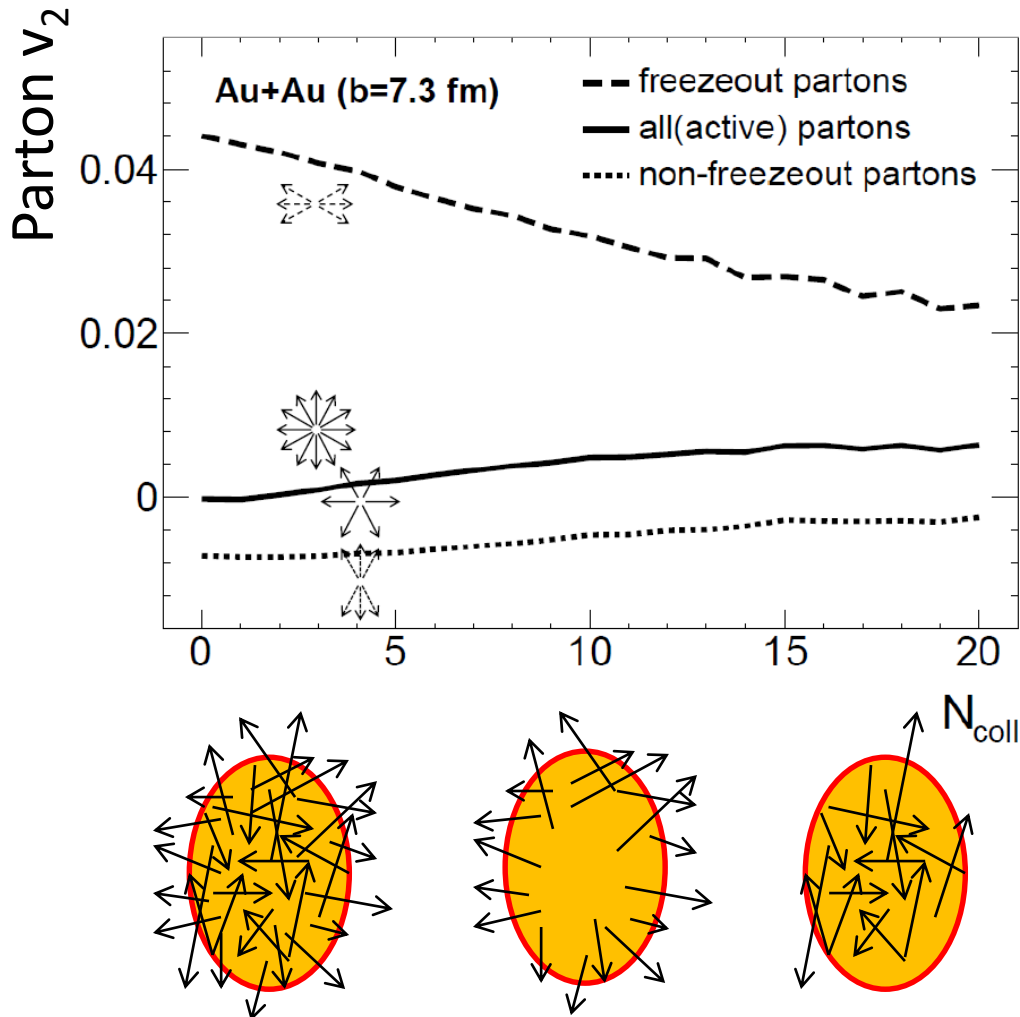 Parton v2
Au+Au (b=7.3 fm)
freezeout partons
all(active) partons
non-freezeout partons
0.04
0.02
0
0 5 10 15 20
Ncoll